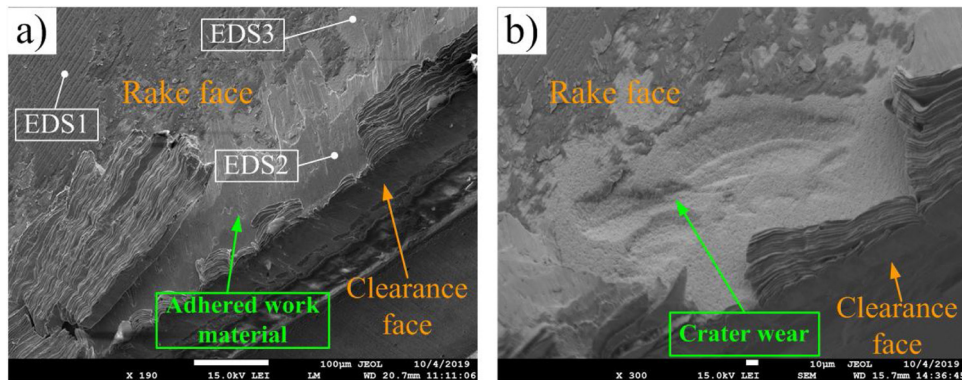 a)
EDS3
Rake face
EDS1
EDS2
Adhered work
material
Clearance
face
100µm JEOL 10/4/2019
X 190 15.0kV LEI LM WD 20.7mm 11:11:06
b)
Rake face
Crater wear
Clearance
face
10µm JEOL 10/4/2019
X 300 15.0kV LEI SEM WD 15.7mm 14:36:45